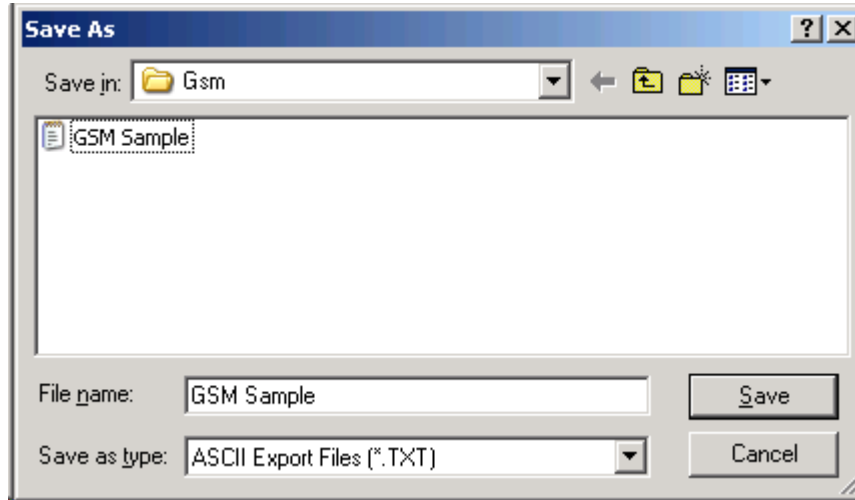 Save As
Save in: Gsm
GSM Sample
File name: GSM Sample Save
Save as type: ASCII Export Files (*.TXT) Cancel